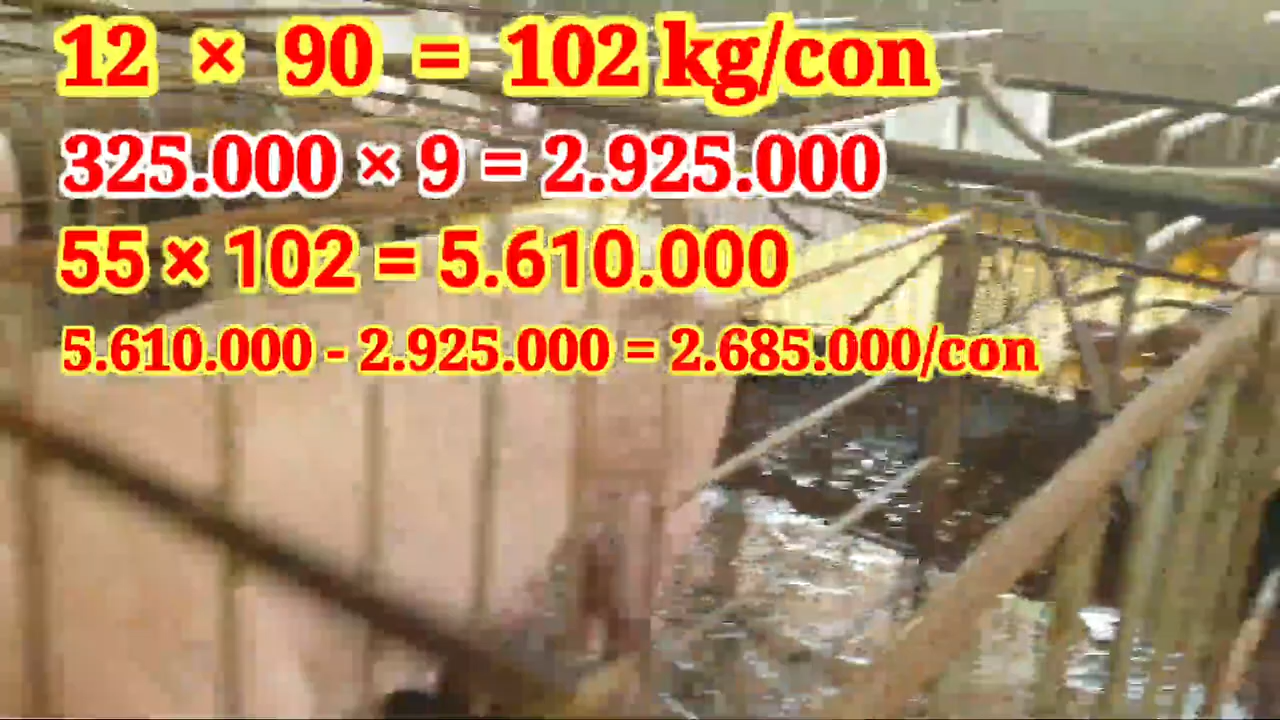 12 × 90 = 102 kg/con
325.000 × 9 = 2.925.000
55 × 102 = 5.610.000
5.610.000 - 2.925.000 = 2.685.000/con